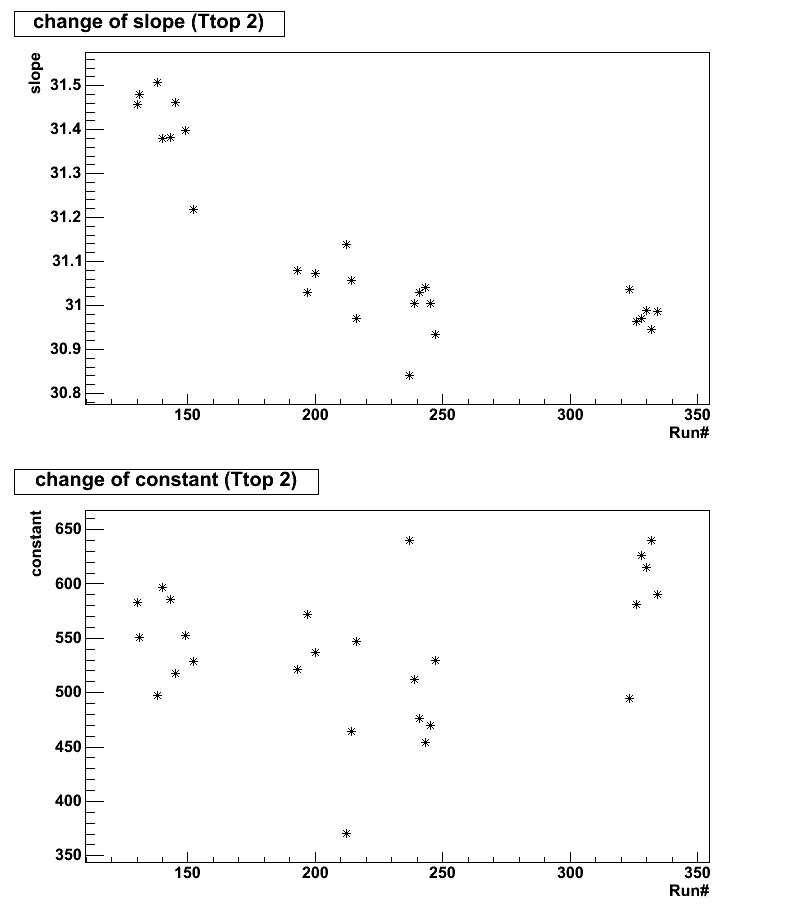 change of slope (Ttop 2)
slope
31.5
31.4
31.3
31.2
31.1
31
30.9
30.8
150 200 250 300 350
Run#
change of constant (Ttop 2)
constant
650
600
550
500
450
400
350
150 200 250 300 350
Run#